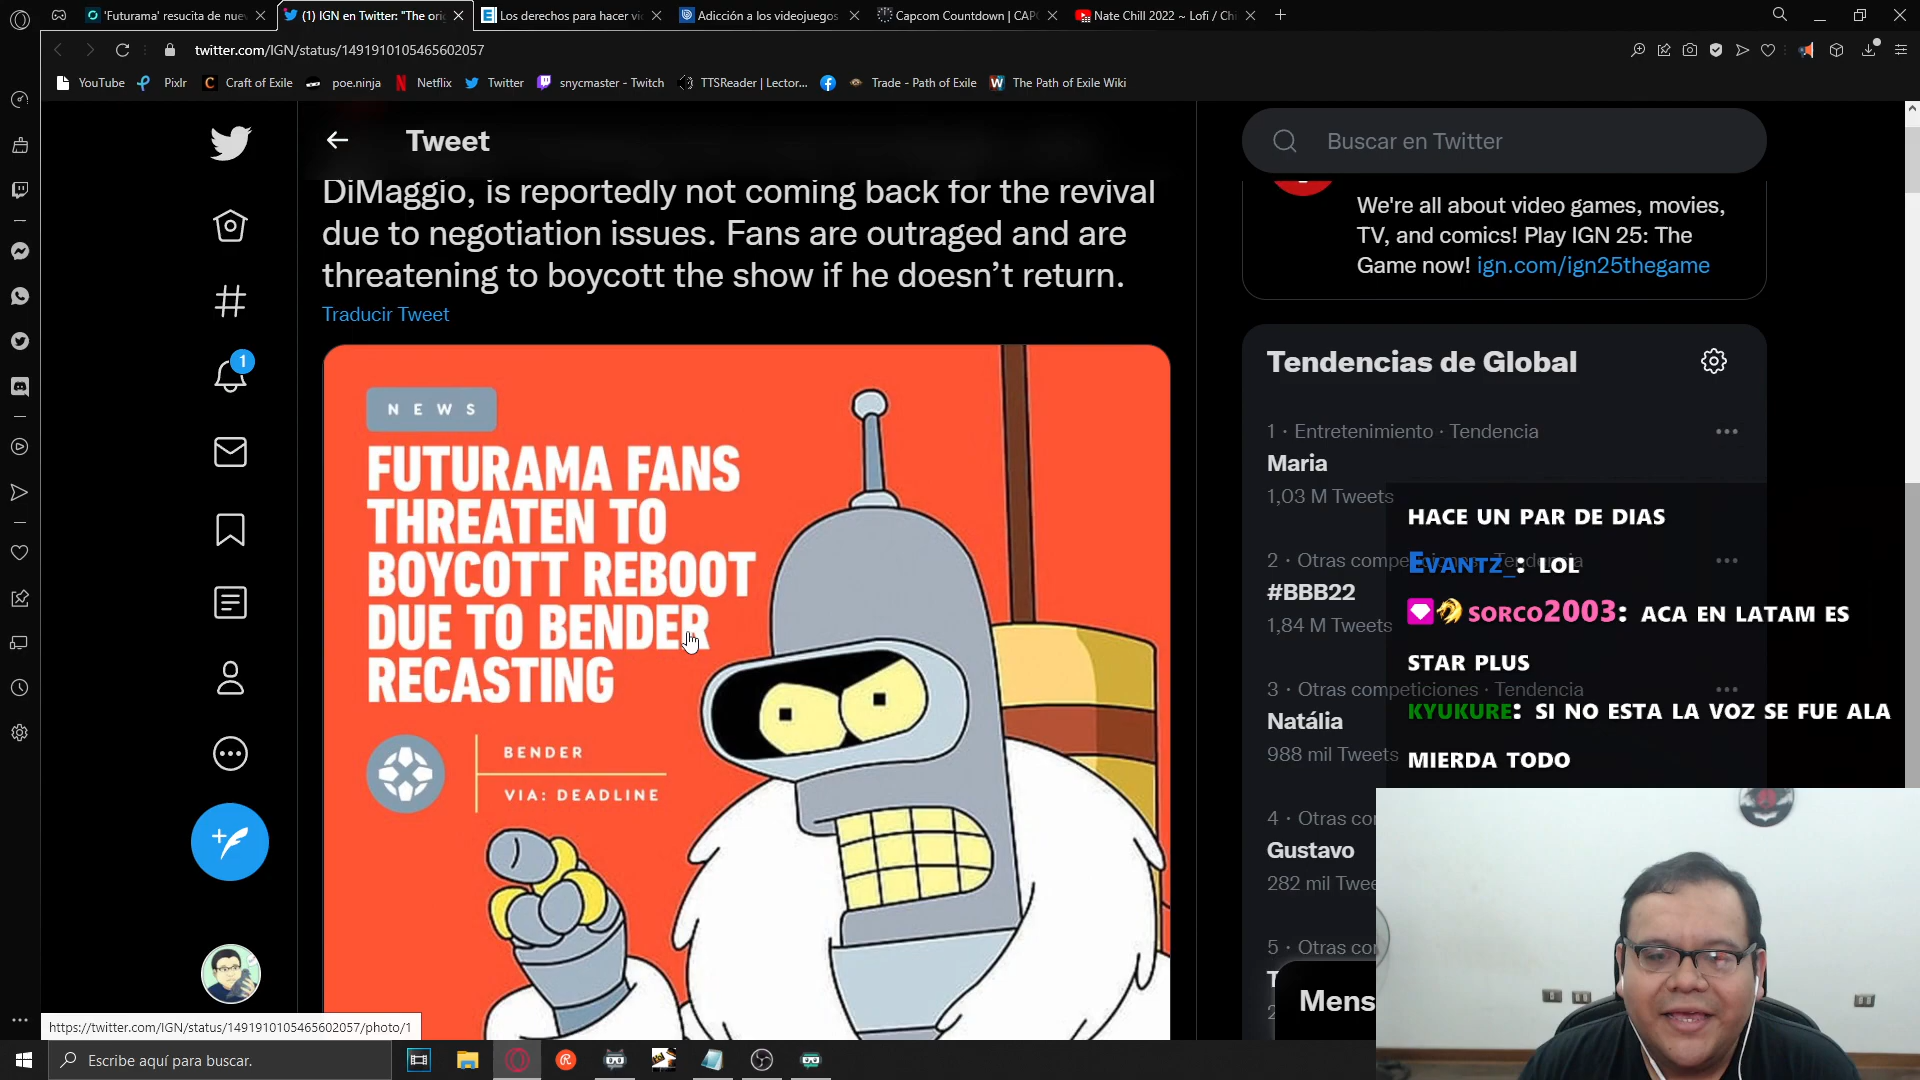 'Futurama' resucita de nue
(1) IGN en Twitter: "The ori
Los derechos para hacer vi
Adicción a los videojuegos
Capcom Countdown | CAP
Nate Chill 2022 ~ Lofi / Ch
twitter.com/IGN/status/1491910105465602057
YouTube
Pixlr
Craft of Exile
poe.ninja
Netflix
Twitter
snycmaster - Twitch
TTSReader | Lector...
Trade - Path of Exile
The Path of Exile Wiki
Tweet
DiMaggio, is reportedly not coming back for the revival
due to negotiation issues. Fans are outraged and are
threatening to boycott the show if he doesn't return.
Traducir Tweet
NEWS
FUTURAMA FANS
THREATEN TO
BOYCOTT REBOOT
DUE TO BENDER
RECASTING
BENDER
VIA: DEADLINE
1
Buscar en Twitter
We're all about video games, movies,
TV, and comics! Play IGN 25: The
Game now! ign.com/ign25thegame
Tendencias de Global
1 · Entretenimiento · Tendencia
Maria
1,03 M Tweets
2 · Otras competiciones · Tendencia
#BBB22
1,84 M Tweets
3 · Otras competiciones · Tendencia
Natália
988 mil Tweets
4 · Otras co
Gustavo
282 mil Twee
5 · Otras co
Mens
HACE UN PAR DE DIAS
EVANTZ_: LOL
SORCO2003: ACA EN LATAM ES
STAR PLUS
KYUKURE: SI NO ESTA LA VOZ SE FUE ALA
MIERDA TODO
https://twitter.com/IGN/status/1491910105465602057/photo/1
Escribe aquí para buscar.